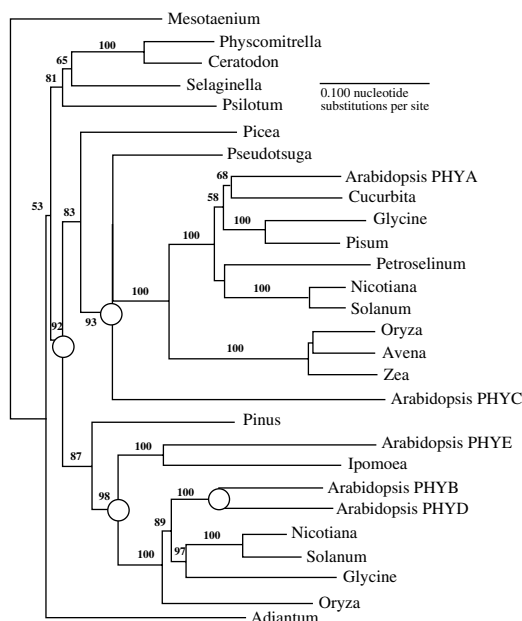 Mesotaenium
Physcomitrella
100
Ceratodon
65
Selaginella
81
Psilotum
0.100 nucleotide
substitutions per site
Picea
Pseudotsuga
Arabidopsis PHYA
68
Cucurbita
58
Glycine
100
Pisum
53
83
100
Petroselinum
Nicotiana
100
Solanum
100
93
92
Oryza
100
Avena
Zea
Arabidopsis PHYC
Pinus
Arabidopsis PHYE
100
87
Ipomoea
Arabidopsis PHYB
100
98
Arabidopsis PHYD
89
Nicotiana
100
97
100
Solanum
Glycine
Oryza
Adiantum